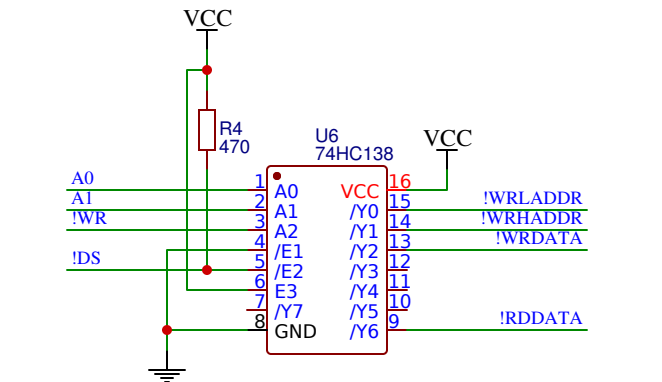 VCC
R4
470
U6
74HC138
VCC
A0 1 A0 VCC 16
A1 2 A1 /Y0 15 !WRLADDR
!WR 3 A2 /Y1 14 !WRHADDR
4 /E1 /Y2 13 !WRDATA
!DS 5 /E2 /Y3 12
6 E3 /Y4 11
7 /Y7 /Y5 10
8 GND /Y6 9 !RDDATA